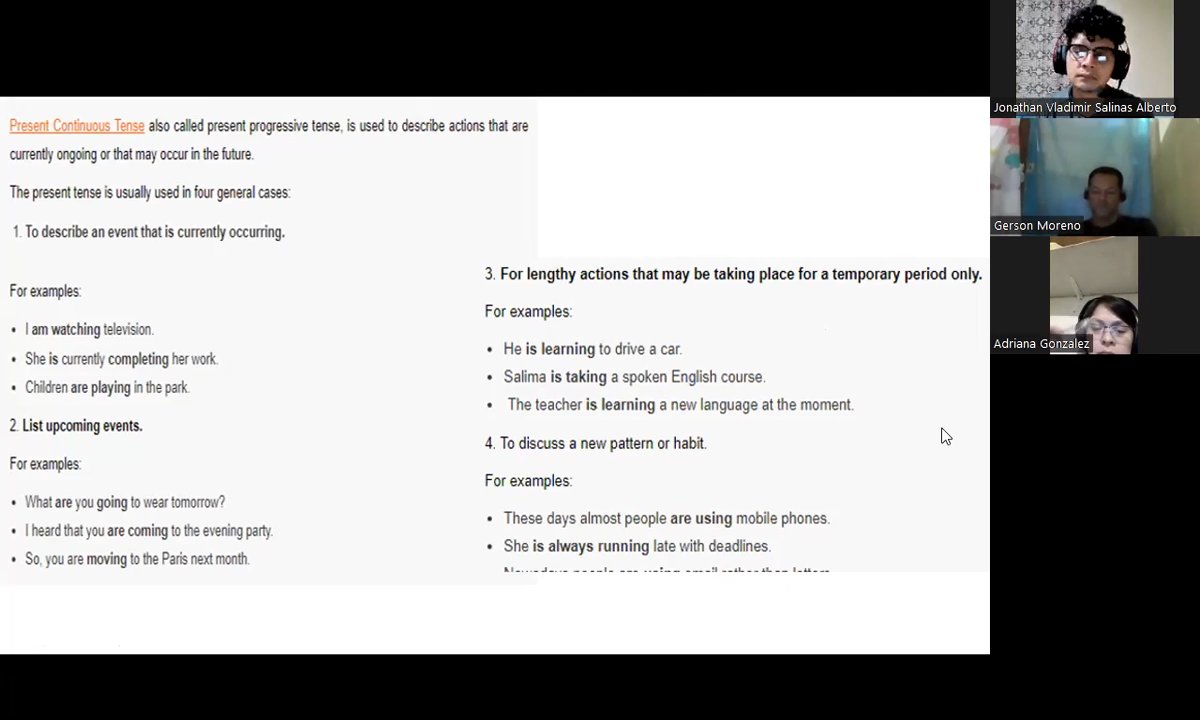 Present Continuous Tense also called present progressive tense, is used to describe actions that are
currently ongoing or that may occur in the future.
The present tense is usually used in four general cases:
1. To describe an event that is currently occurring.
For examples:
• I am watching television.
• She is currently completing her work.
• Children are playing in the park.
2. List upcoming events.
For examples:
• What are you going to wear tomorrow?
• I heard that you are coming to the evening party.
• So, you are moving to the Paris next month.
3. For lengthy actions that may be taking place for a temporary period only.
For examples:
• He is learning to drive a car.
• Salima is taking a spoken English course.
• The teacher is learning a new language at the moment.
4. To discuss a new pattern or habit.
For examples:
• These days almost people are using mobile phones.
• She is always running late with deadlines.
Nowadays people are using email rather than letters
Jonathan Vladimir Salinas Alberto
Gerson Moreno
Adriana Gonzalez